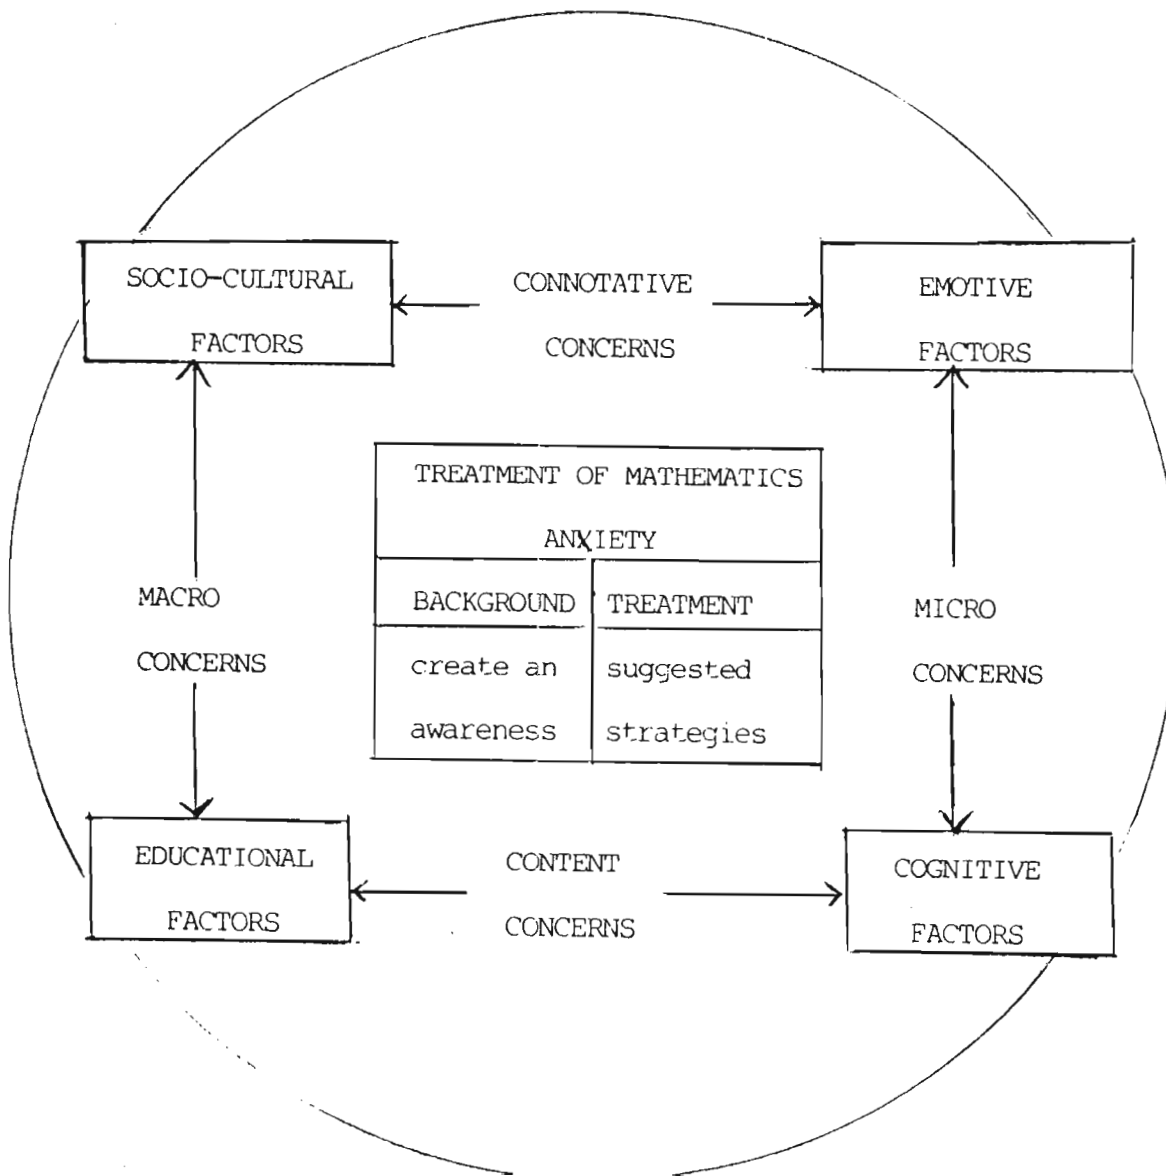 SOCIO-CULTURAL
FACTORS
CONNOTATIVE
CONCERNS
EMOTIVE
FACTORS
TREATMENT OF MATHEMATICS
ANXIETY
BACKGROUND
TREATMENT
create an
awareness
suggested
strategies
MACRO
CONCERNS
MICRO
CONCERNS
EDUCATIONAL
FACTORS
CONTENT
CONCERNS
COGNITIVE
FACTORS